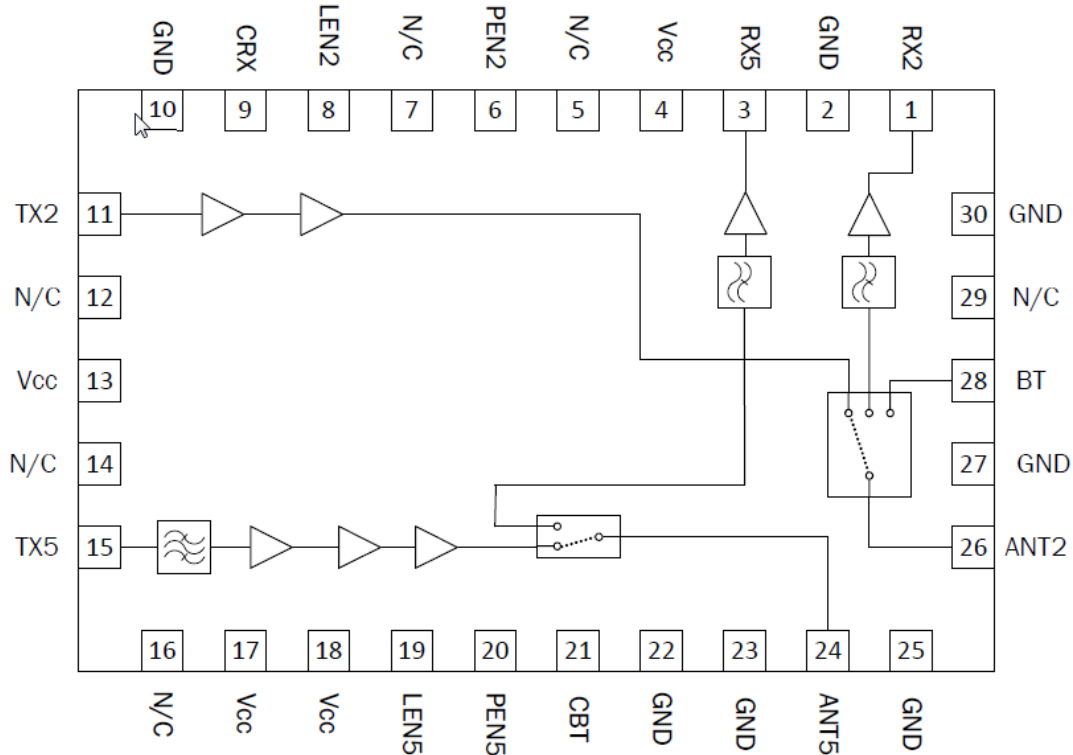 GND CRX LEN2 N/C PEN2 N/C Vcc RX5 GND RX2
10 9 8 7 6 5 4 3 2 1
TX2 11 30 GND
N/C 12 29 N/C
Vcc 13 28 BT
N/C 14 27 GND
TX5 15 26 ANT2
16 17 18 19 20 21 22 23 24 25
N/C Vcc Vcc LEN5 PEN5 CBT GND GND ANT5 GND